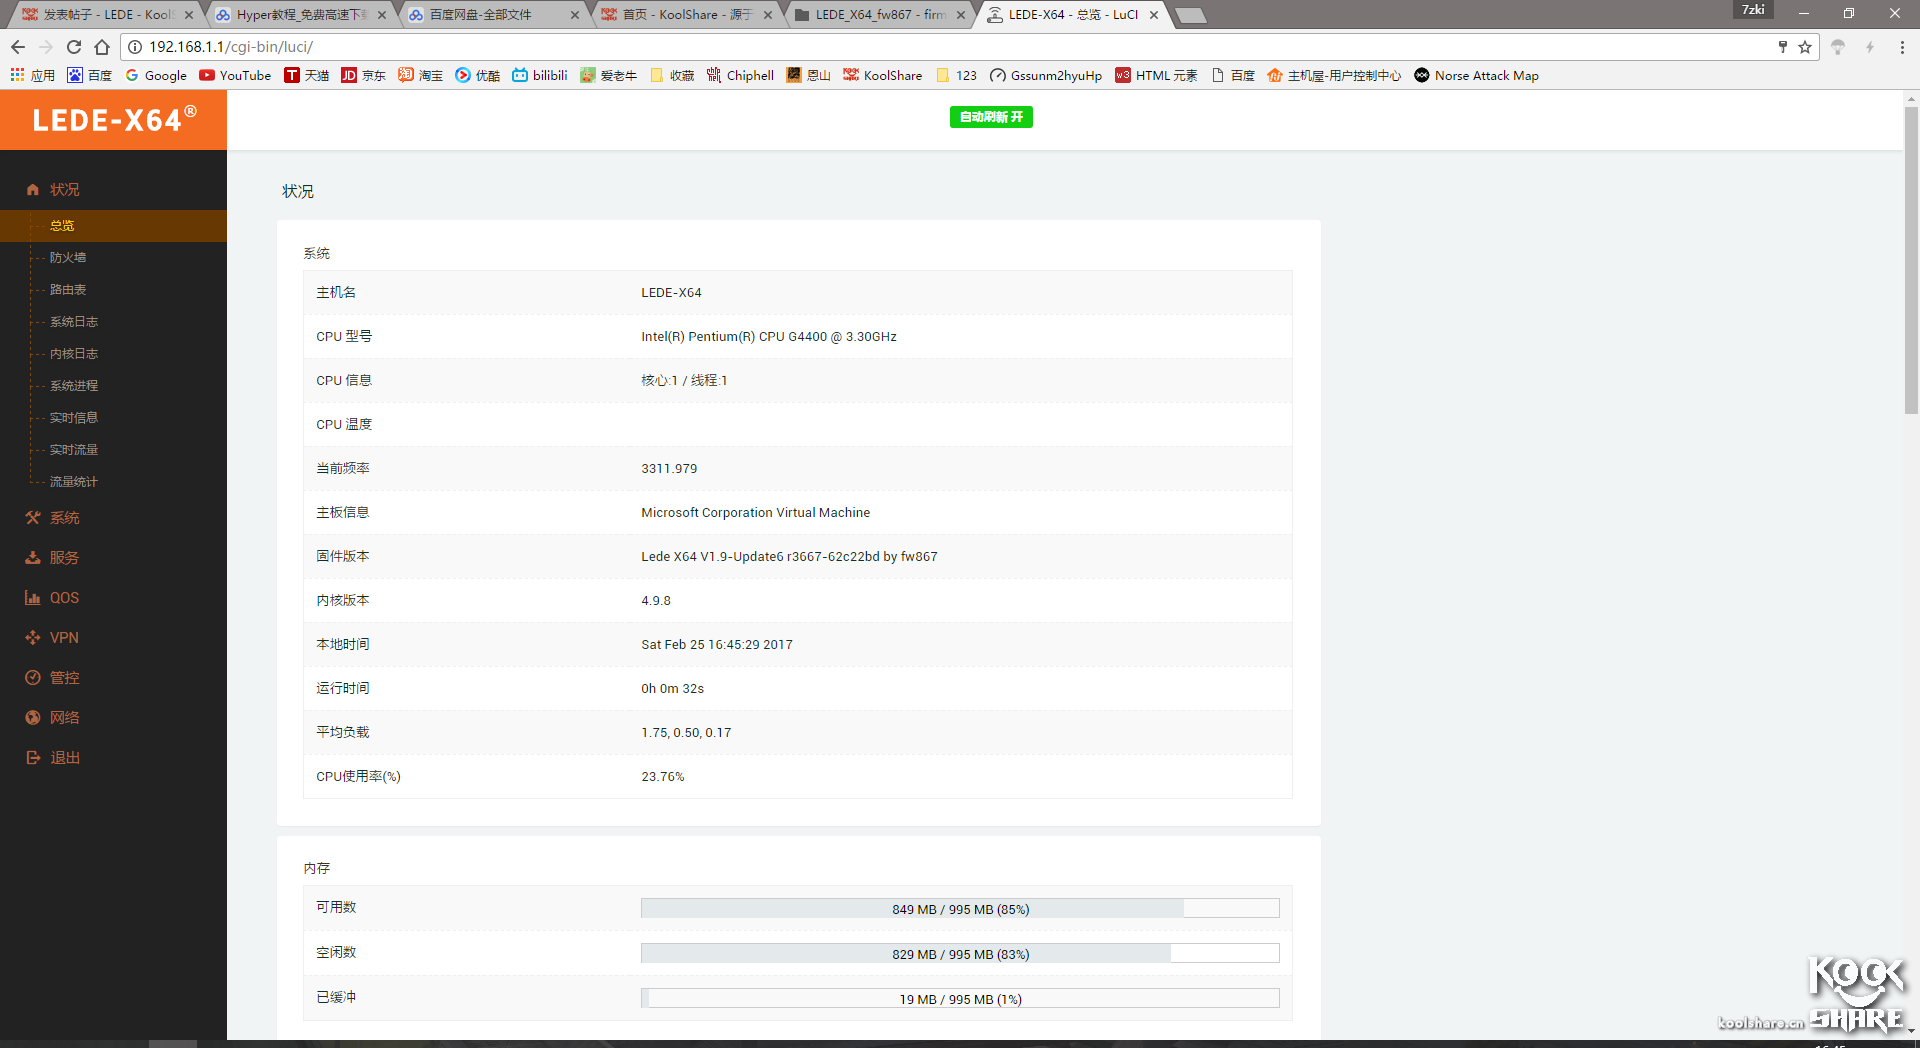 发表帖子 - LEDE - KoolS
Hyper教程_免费高速下载
百度网盘-全部文件
首页 - KoolShare - 源于
LEDE_X64_fw867 - firm
LEDE-X64 - 总览 - LuCI
7zki
192.168.1.1/cgi-bin/luci/
应用 百度 Google YouTube 天猫 京东 淘宝 优酷 bilibili 爱老牛 收藏 Chiphell 恩山 KoolShare 123 Gssunm2hyuHp HTML 元素 百度 主机屋-用户控制中心 Norse Attack Map
LEDE-X64®
自动刷新 开
状况
总览
防火墙
路由表
系统日志
内核日志
系统进程
实时信息
实时流量
流量统计
系统
服务
QOS
VPN
管控
网络
退出
状况
系统
主机名 LEDE-X64
CPU 型号 Intel(R) Pentium(R) CPU G4400 @ 3.30GHz
CPU 信息 核心:1 / 线程:1
CPU 温度
当前频率 3311.979
主板信息 Microsoft Corporation Virtual Machine
固件版本 Lede X64 V1.9-Update6 r3667-62c22bd by fw867
内核版本 4.9.8
本地时间 Sat Feb 25 16:45:29 2017
运行时间 0h 0m 32s
平均负载 1.75, 0.50, 0.17
CPU使用率(%) 23.76%
内存
可用数 849 MB / 995 MB (85%)
空闲数 829 MB / 995 MB (83%)
已缓冲 19 MB / 995 MB (1%)
koolshare.cn
KOOL SHARE